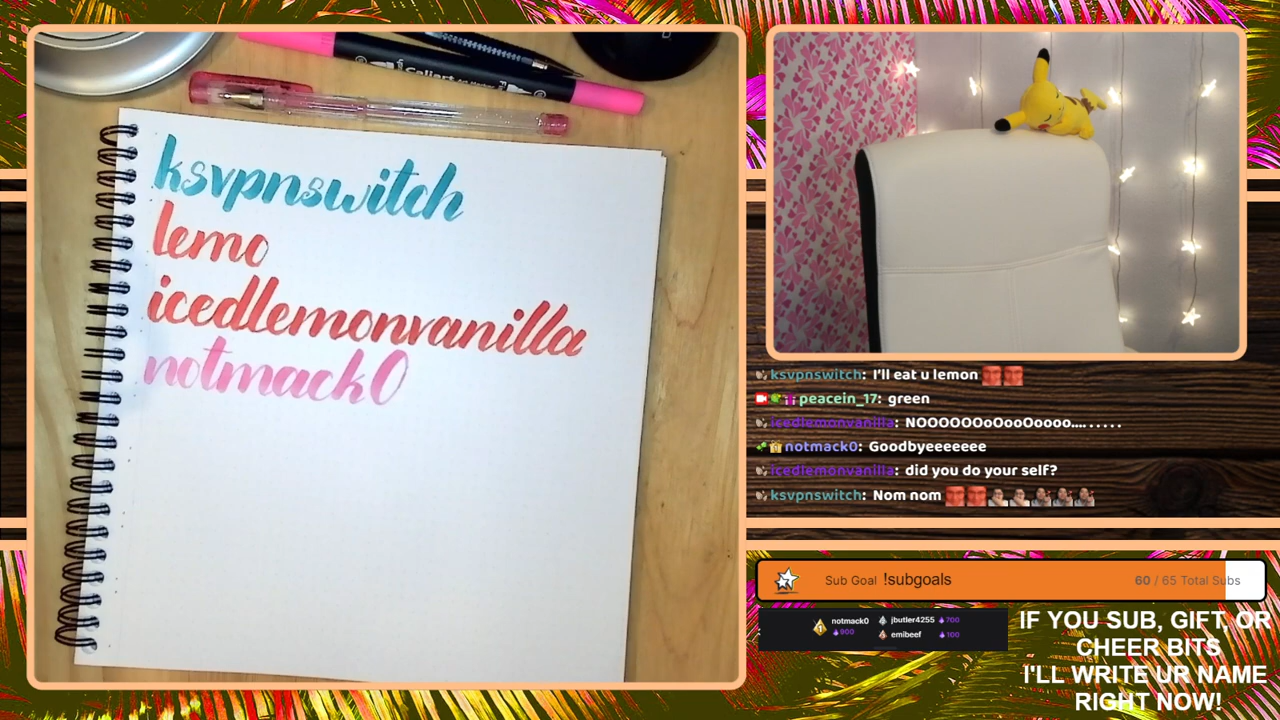 Caliart
ksvpnswitch
lemo
icedlemonvanilla
notmack0
ksvpnswitch: I'll eat u lemon
peacein_17: green
icedlemonvanilla: NOOOOOOoOooOoooo.... . . . . .
notmack0: Goodbyeeeeeee
icedlemonvanilla: did you do your self?
ksvpnswitch: Nom nom
Sub Goal !subgoals 60 / 65 Total Subs
1 notmack0 900
jbutler4255 700
emibeef 100
IF YOU SUB, GIFT, OR
CHEER BITS
I'LL WRITE UR NAME
RIGHT NOW!